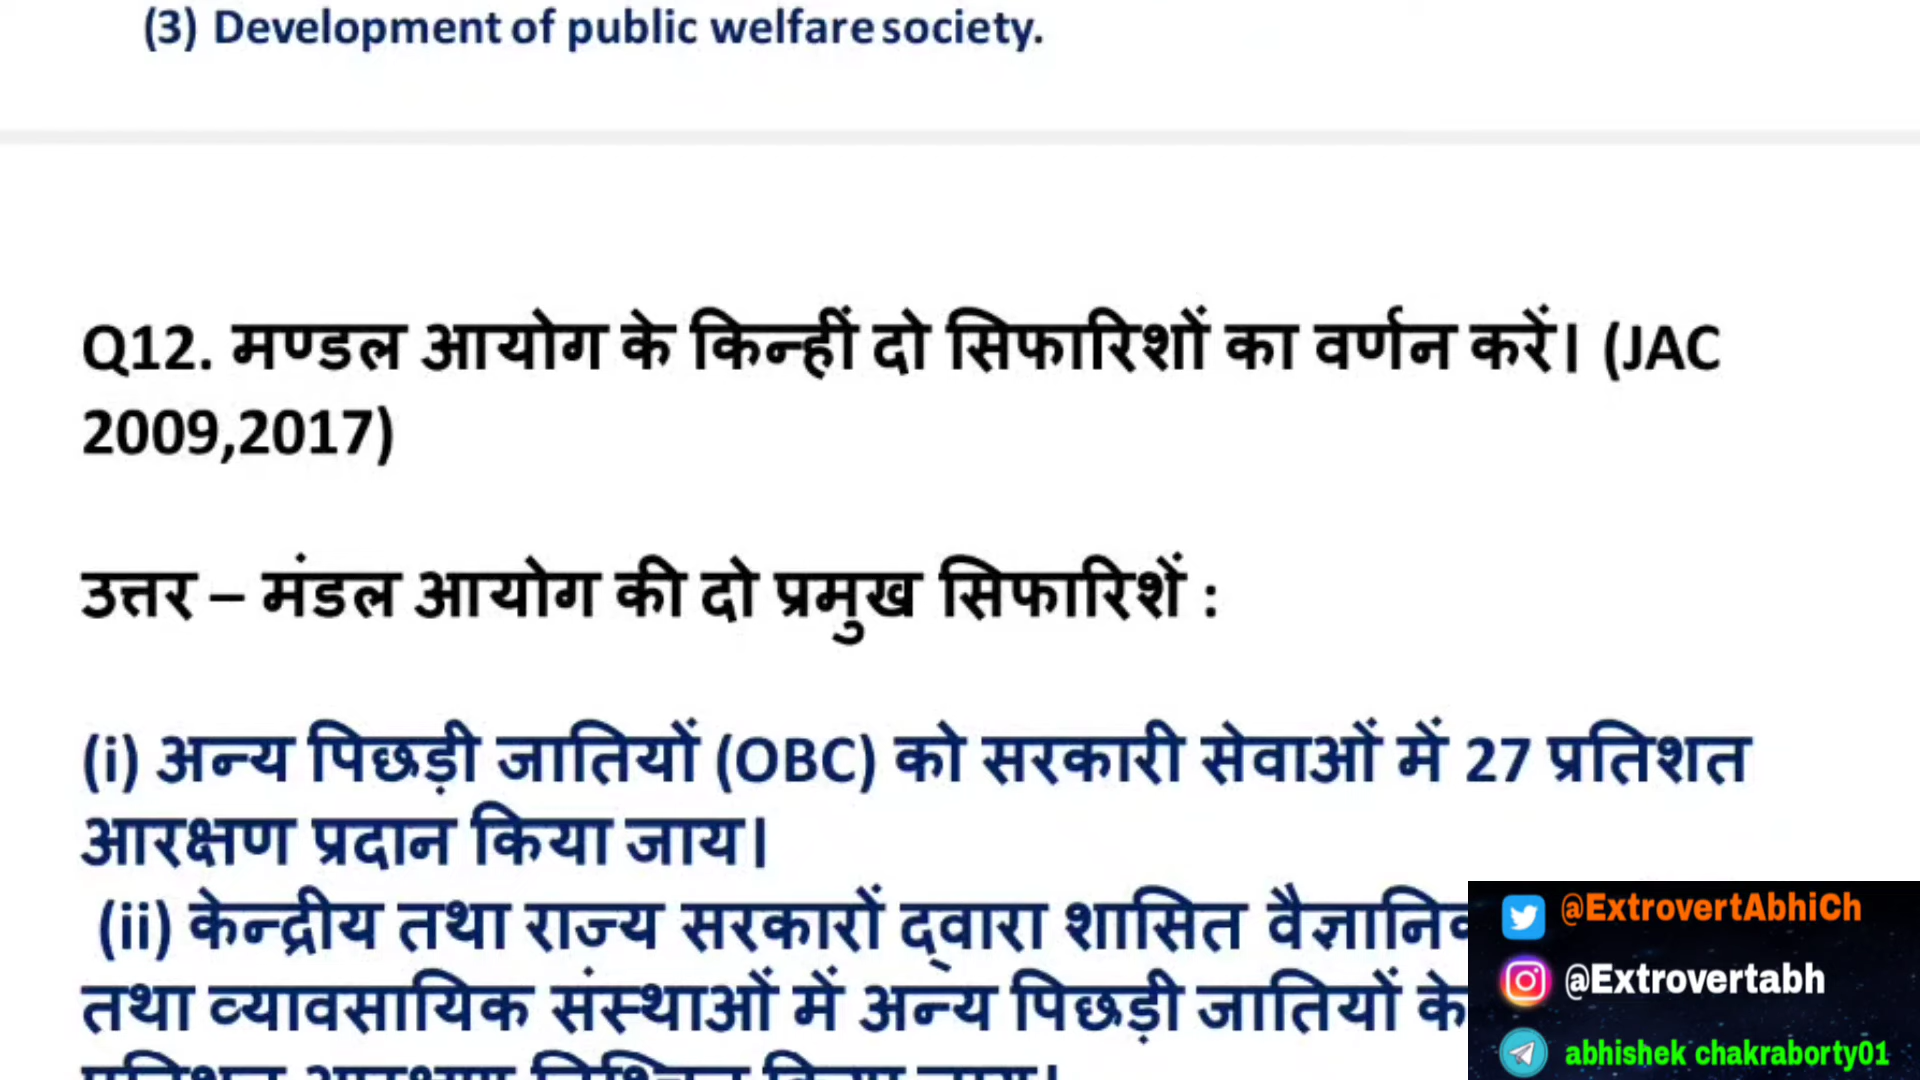 (3) Development of public welfare society.
Q12. मण्डल आयोग के किन्हीं दो सिफारिशों का वर्णन करें। (JAC
2009,2017)
उत्तर – मंडल आयोग की दो प्रमुख सिफारिशें :
(i) अन्य पिछड़ी जातियों (OBC) को सरकारी सेवाओं में 27 प्रतिशत
आरक्षण प्रदान किया जाय।
(ii) केन्द्रीय तथा राज्य सरकारों द्वारा शासित
तथा व्यावसायिक संस्थाओं में अन्य पिछड़ी जातियों के
@ExtrovertAbhiCh
@Extrovertabh
abhishek chakraborty01